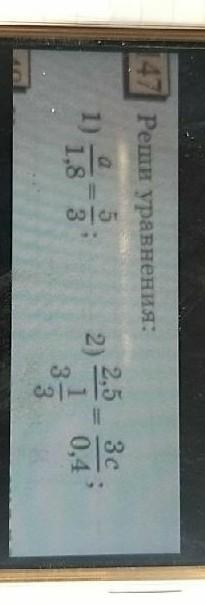 47 Реши уравнения:
1) a/1,8 = 5/3; 2) 2,5/3 1/3 = 3c/0,4;